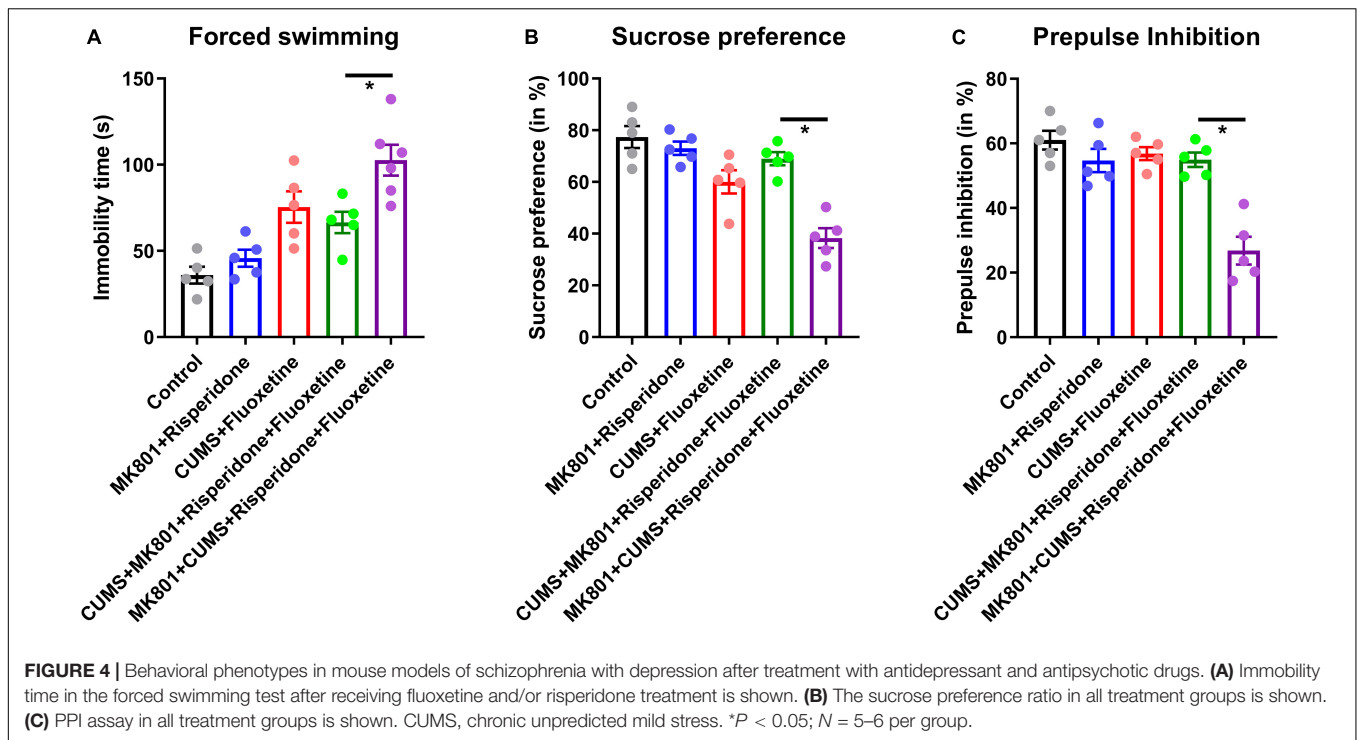 A Forced swimming
Immobility time (s)
150
100
50
0
*
Control
MK801+Risperidone
CUMS+Fluoxetine
CUMS+MK801+Risperidone+Fluoxetine
MK801+CUMS+Risperidone+Fluoxetine
B Sucrose preference
Sucrose preference (in %)
100
80
60
40
20
0
*
Control
MK801+Risperidone
CUMS+Fluoxetine
CUMS+MK801+Risperidone+Fluoxetine
MK801+CUMS+Risperidone+Fluoxetine
C Prepulse Inhibition
Prepulse inhibition (in %)
80
60
40
20
0
*
Control
MK801+Risperidone
CUMS+Fluoxetine
CUMS+MK801+Risperidone+Fluoxetine
MK801+CUMS+Risperidone+Fluoxetine
FIGURE 4 | Behavioral phenotypes in mouse models of schizophrenia with depression after treatment with antidepressant and antipsychotic drugs. (A) Immobility
time in the forced swimming test after receiving fluoxetine and/or risperidone treatment is shown. (B) The sucrose preference ratio in all treatment groups is shown.
(C) PPI assay in all treatment groups is shown. CUMS, chronic unpredicted mild stress. *P < 0.05; N = 5–6 per group.